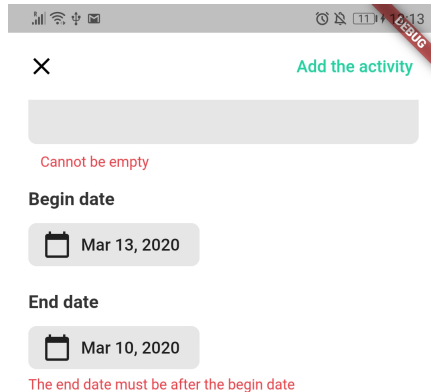 11
DEBUG
Add the activity
Cannot be empty
Begin date
Mar 13, 2020
End date
Mar 10, 2020
The end date must be after the begin date